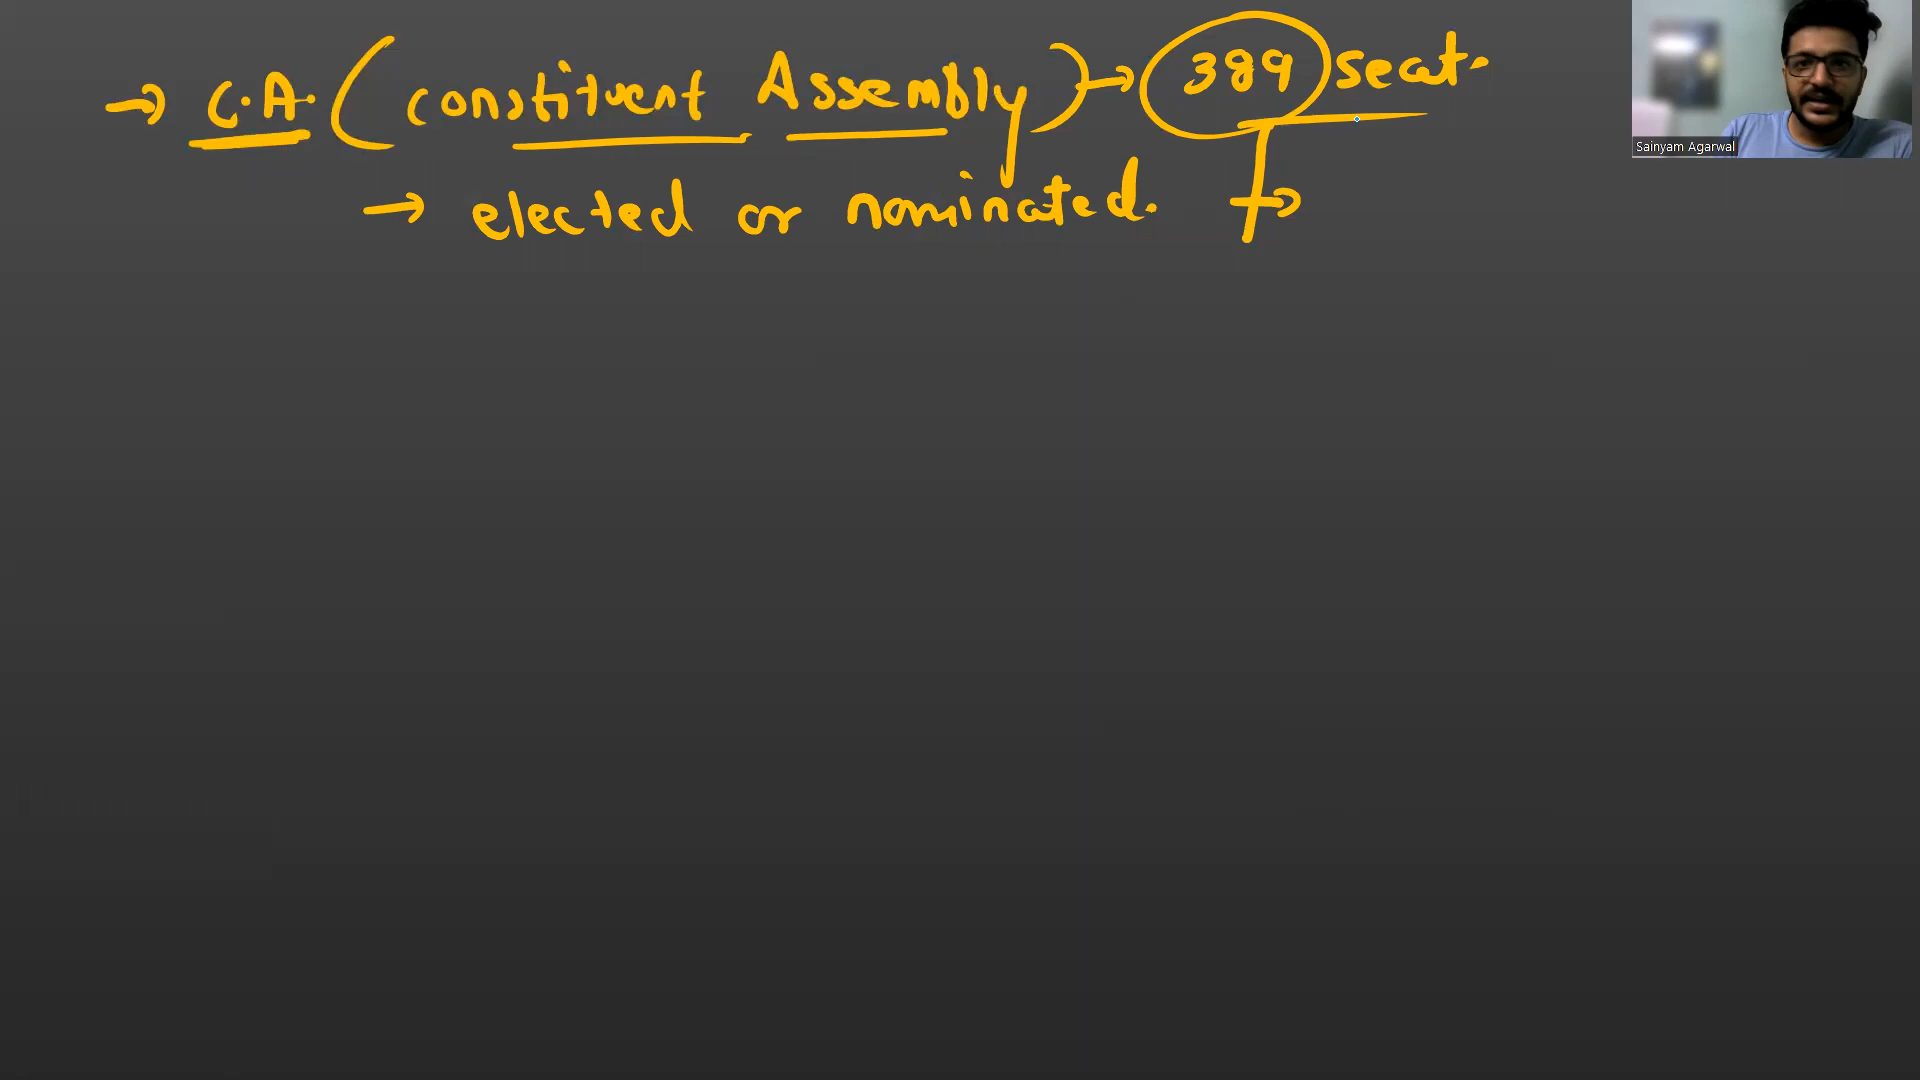 → C.A. (constituent Assembly) → 389 seat.
→ elected or nominated. →
Sainyam Agarwal